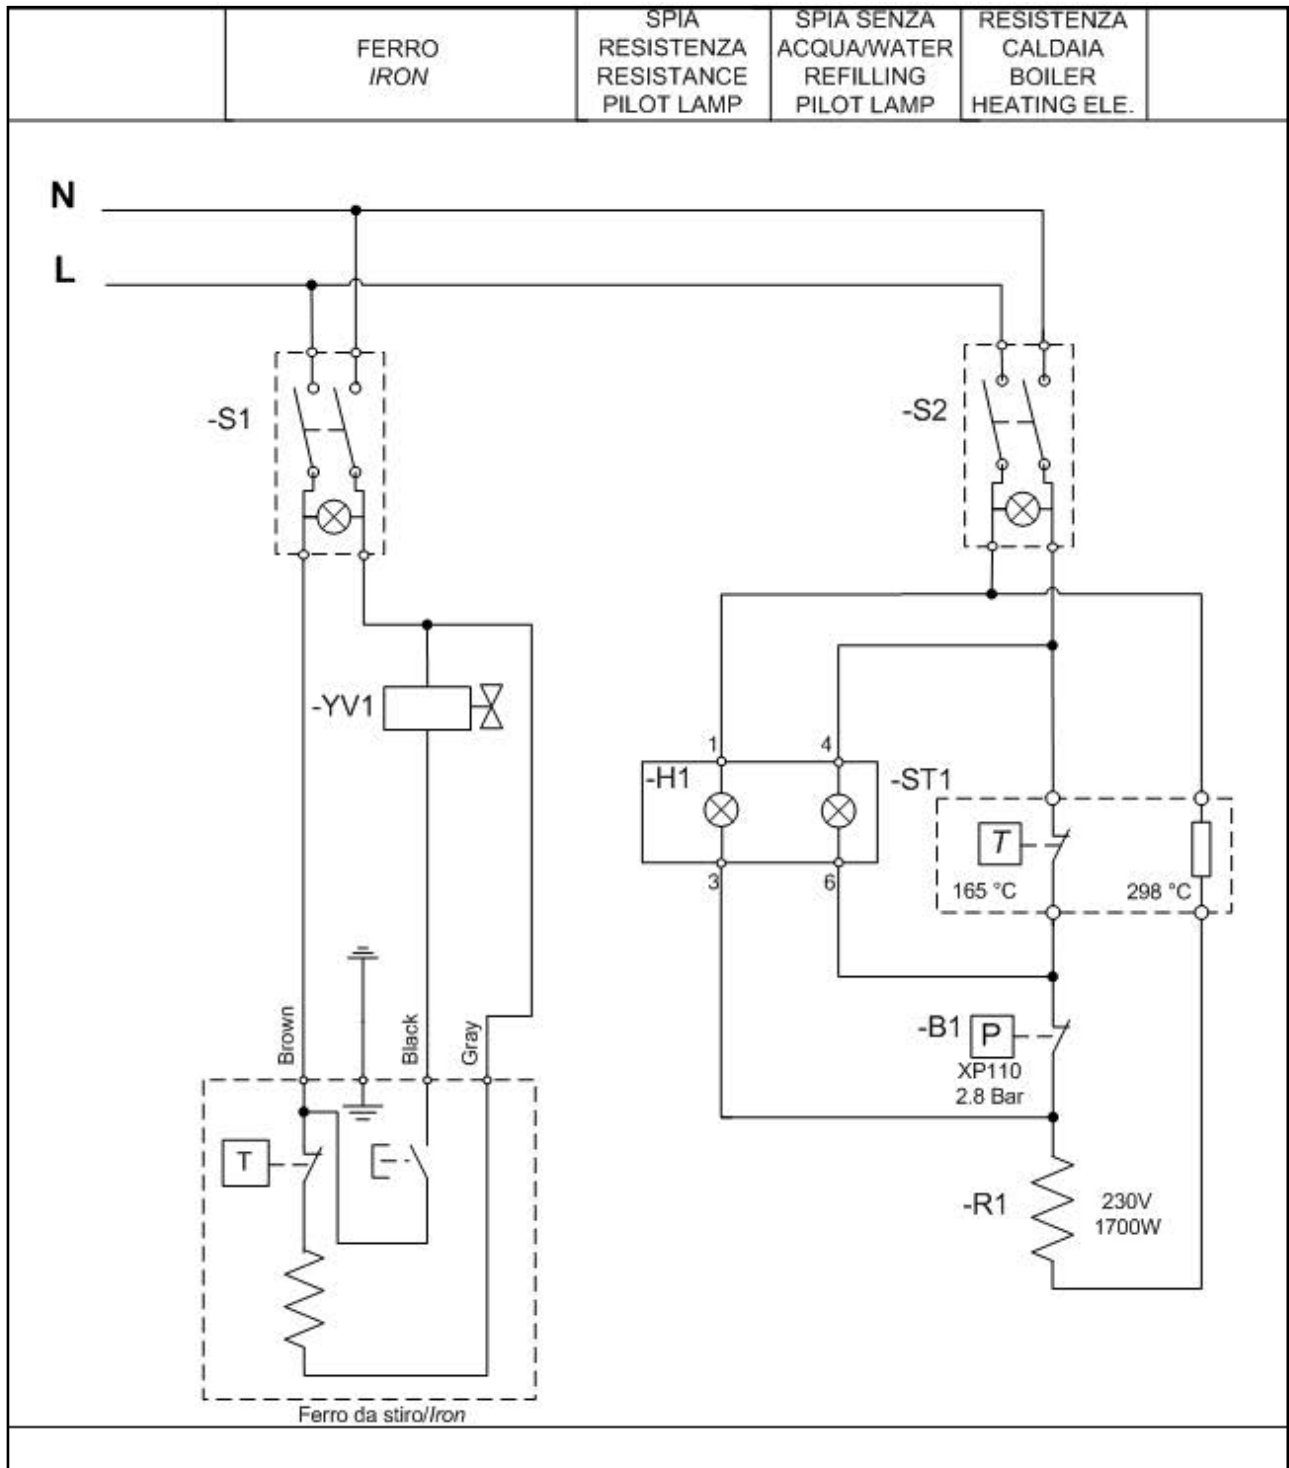 FERRO
IRON
SPIA
RESISTENZA
RESISTANCE
PILOT LAMP
SPIA SENZA
ACQUA/WATER
REFILLING
PILOT LAMP
RESISTENZA
CALDAIA
BOILER
HEATING ELE.
N
L
-S1
-S2
-YV1
1
4
-H1
-ST1
T
3
6
165 °C
298 °C
Brown
Black
Gray
-B1
P
XP110
2.8 Bar
T
-R1
230V
1700W
Ferro da stiro/Iron